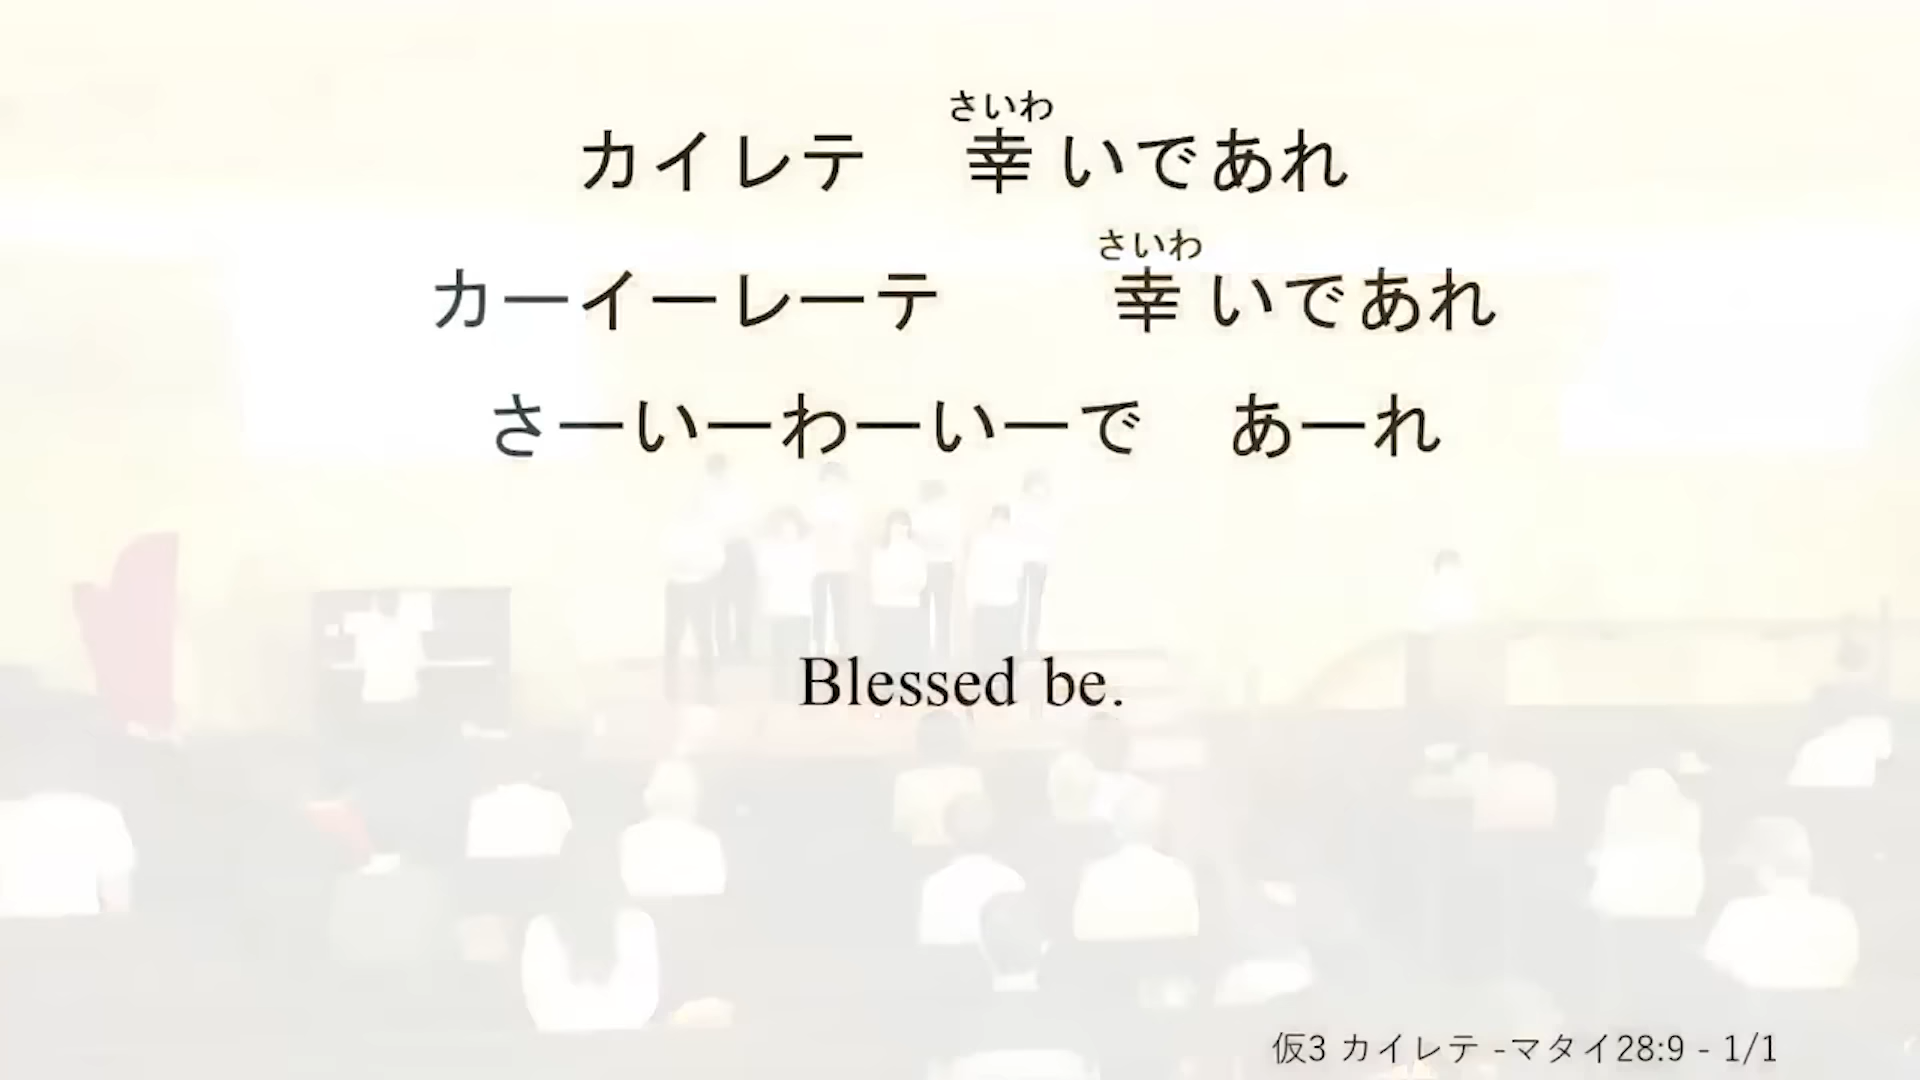 さいわ
カイレテ　幸いであれ
さいわ
カーイーレーテ　　幸いであれ
さーいーわーいーで　あーれ
Blessed be.
仮3 カイレテ -マタイ28:9 - 1/1